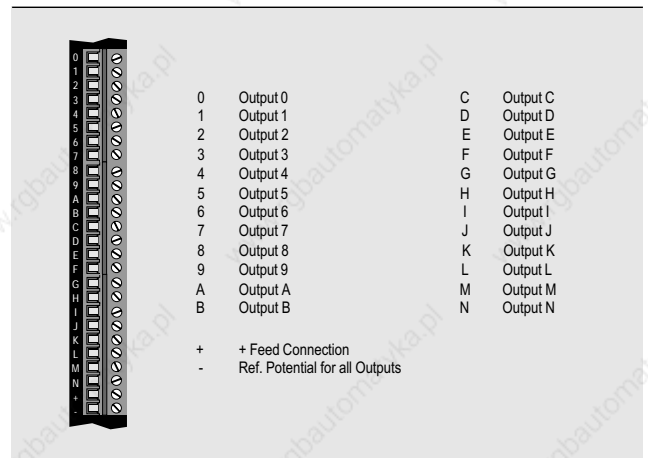 0
1
2
3
4
5
6
7
8
9
A
B
C
D
E
F
G
H
I
J
K
L
M
N
+
-
0 Output 0
1 Output 1
2 Output 2
3 Output 3
4 Output 4
5 Output 5
6 Output 6
7 Output 7
8 Output 8
9 Output 9
A Output A
B Output B
+ + Feed Connection
- Ref. Potential for all Outputs
C Output C
D Output D
E Output E
F Output F
G Output G
H Output H
I Output I
J Output J
K Output K
L Output L
M Output M
N Output N